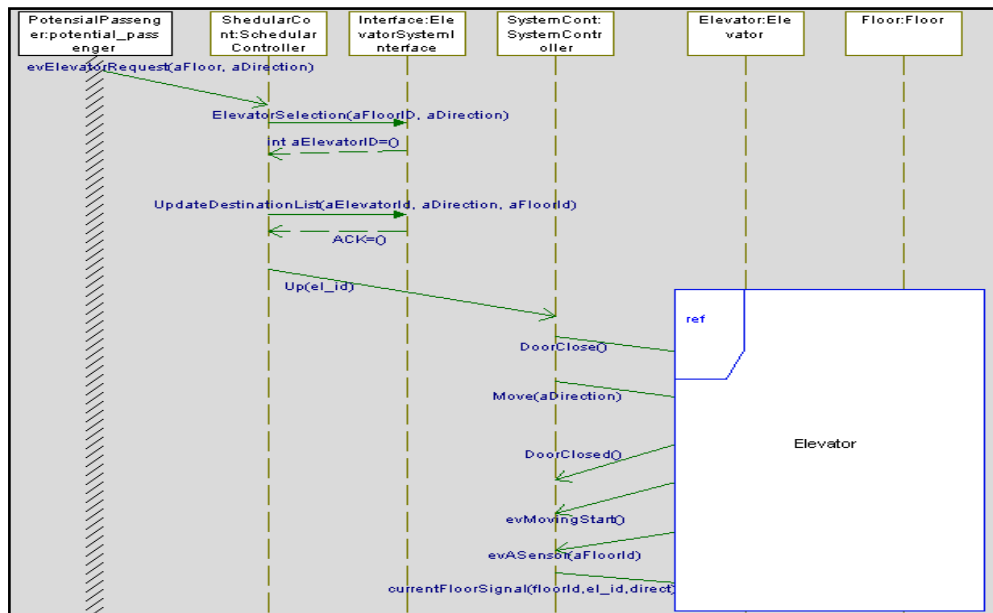 PotensialPasseng
er:potential_pass
enger
ShedularCo
nt:Schedular
Controller
Interface:Ele
vatorSystemI
nterface
SystemCont:
SystemContr
oller
Elevator:Ele
vator
Floor:Floor
evElevatorRequest(aFloor, aDirection)
ElevatorSelection(aFloorID, aDirection)
int aElevatorID=()
UpdateDestinationList(aElevatorId, aDirection, aFloorId)
ACK=()
Up(el_id)
ref
DoorClose()
Move(aDirection)
Elevator
DoorClosed()
evMovingStart()
evASensor(aFloorId)
currentFloorSignal(floorId,el_id,direct)